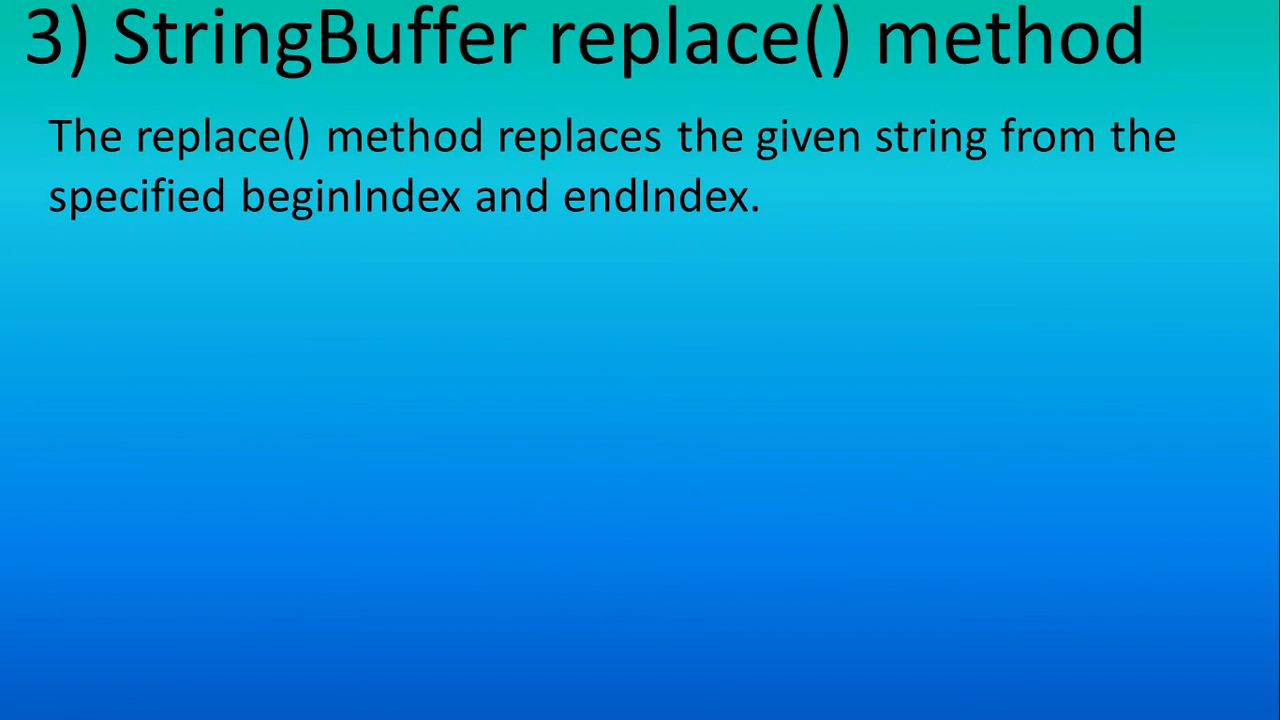 3) StringBuffer replace() method
The replace() method replaces the given string from the
specified beginIndex and endIndex.